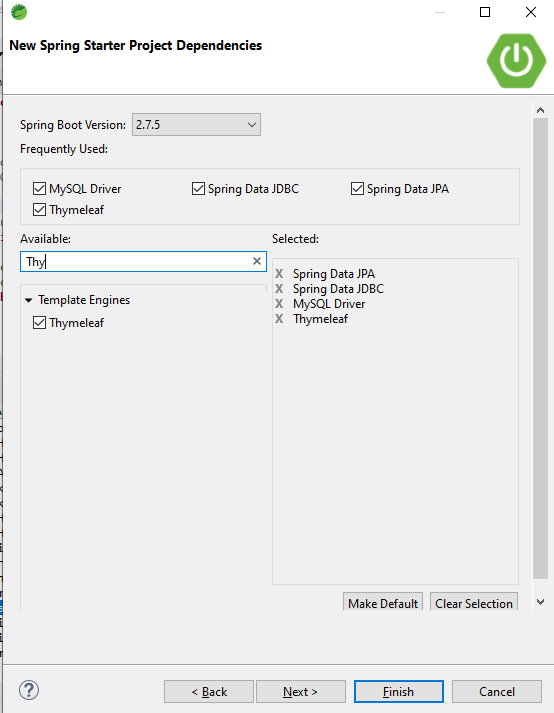 New Spring Starter Project Dependencies
Spring Boot Version: 2.7.5
Frequently Used:
MySQL Driver Spring Data JDBC Spring Data JPA
Thymeleaf
Available: Selected:
Thy
X Spring Data JPA
X Spring Data JDBC
X MySQL Driver
X Thymeleaf
Template Engines
Thymeleaf
Make Default Clear Selection
? < Back Next > Finish Cancel